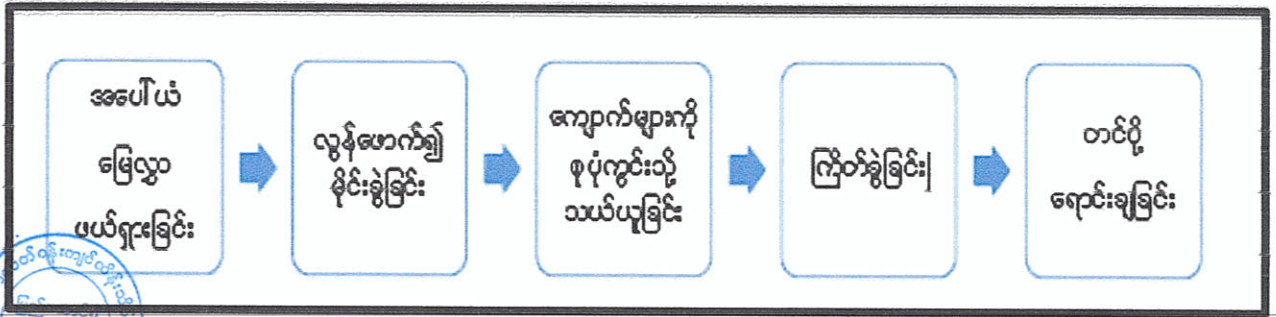 အပေါ်ယံ
မြေလွှာ
ဖယ်ရှားခြင်း
လွန်ဖောက်၍
မိုင်းခွဲခြင်း
ကျောက်များကို
စုပုံကွင်းသို့
သယ်ယူခြင်း
ကြိတ်ခွဲခြင်း|
တင်ပို့
ရောင်းချခြင်း